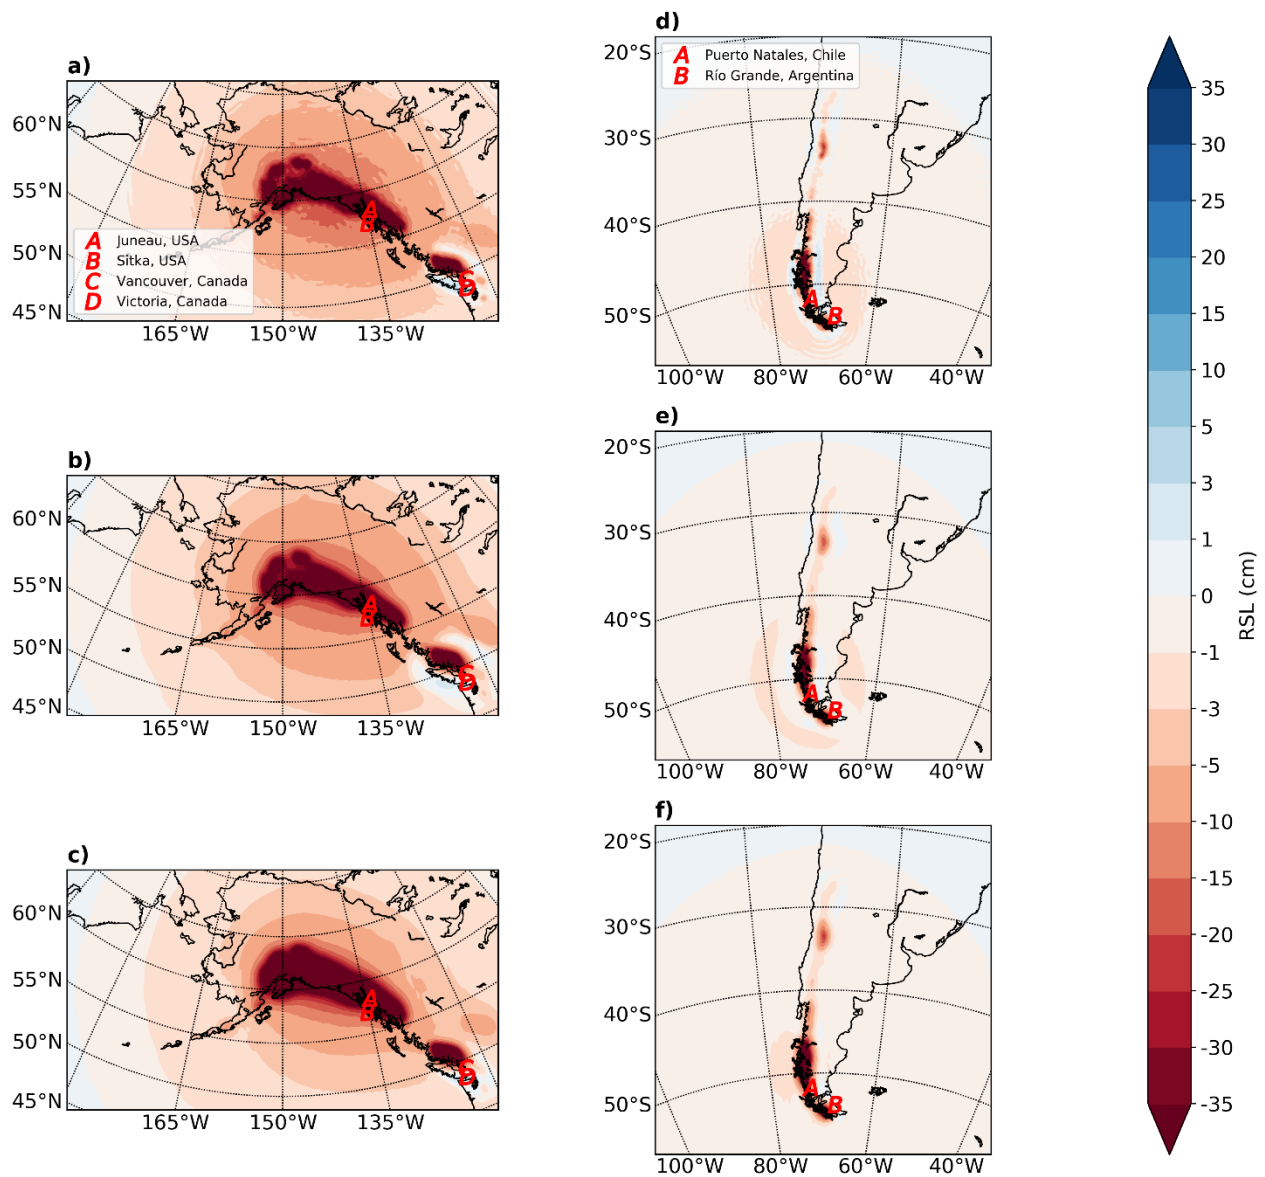 a)
60°N
55°N
50°N
45°N
A Juneau, USA
B Sitka, USA
C Vancouver, Canada
D Victoria, Canada
A
B
C
D
165°W 150°W 135°W
b)
60°N
55°N
50°N
45°N
A
B
C
D
165°W 150°W 135°W
c)
60°N
55°N
50°N
45°N
A
B
C
D
165°W 150°W 135°W
d)
A Puerto Natales, Chile
B Río Grande, Argentina
20°S
30°S
40°S
50°S
A
B
100°W 80°W 60°W 40°W
e)
20°S
30°S
40°S
50°S
A
B
100°W 80°W 60°W 40°W
f)
20°S
30°S
40°S
50°S
A
B
100°W 80°W 60°W 40°W
35
30
25
20
15
10
5
3
1
0
-1
-3
-5
-10
-15
-20
-25
-30
-35
RSL (cm)